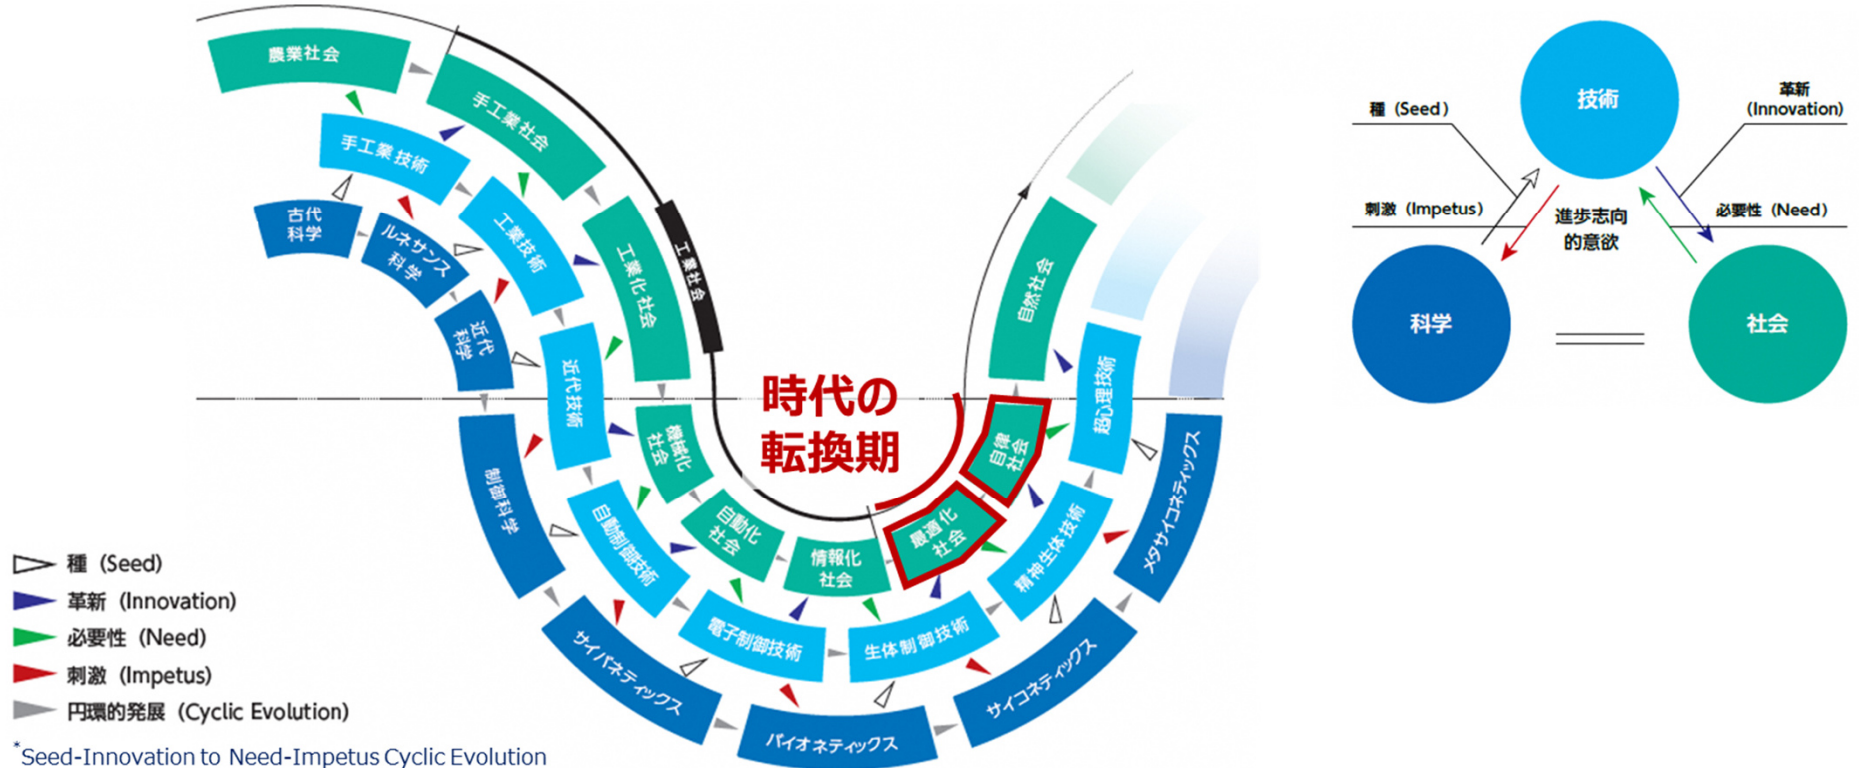 農業社会
手工業社会
手工業技術
古代
科学
ルネサンス
科学
工業技術
工業化社会
工業社会
近代
科学
近代技術
機械化
社会
制御科学
自動制御技術
自動化
社会
情報化
社会
最適化
社会
自律
社会
自然社会
時代の
転換期
サイバネティックス
電子制御技術
生体制御技術
精神生体技術
超心理技術
バイオネティックス
サイコネティックス
メタサイコネティックス
種（Seed）
革新（Innovation）
必要性（Need）
刺激（Impetus）
円環的発展（Cyclic Evolution）
*Seed-Innovation to Need-Impetus Cyclic Evolution
技術
種（Seed）
革新
（Innovation）
刺激（Impetus）
進歩志向
的意欲
必要性（Need）
科学
社会